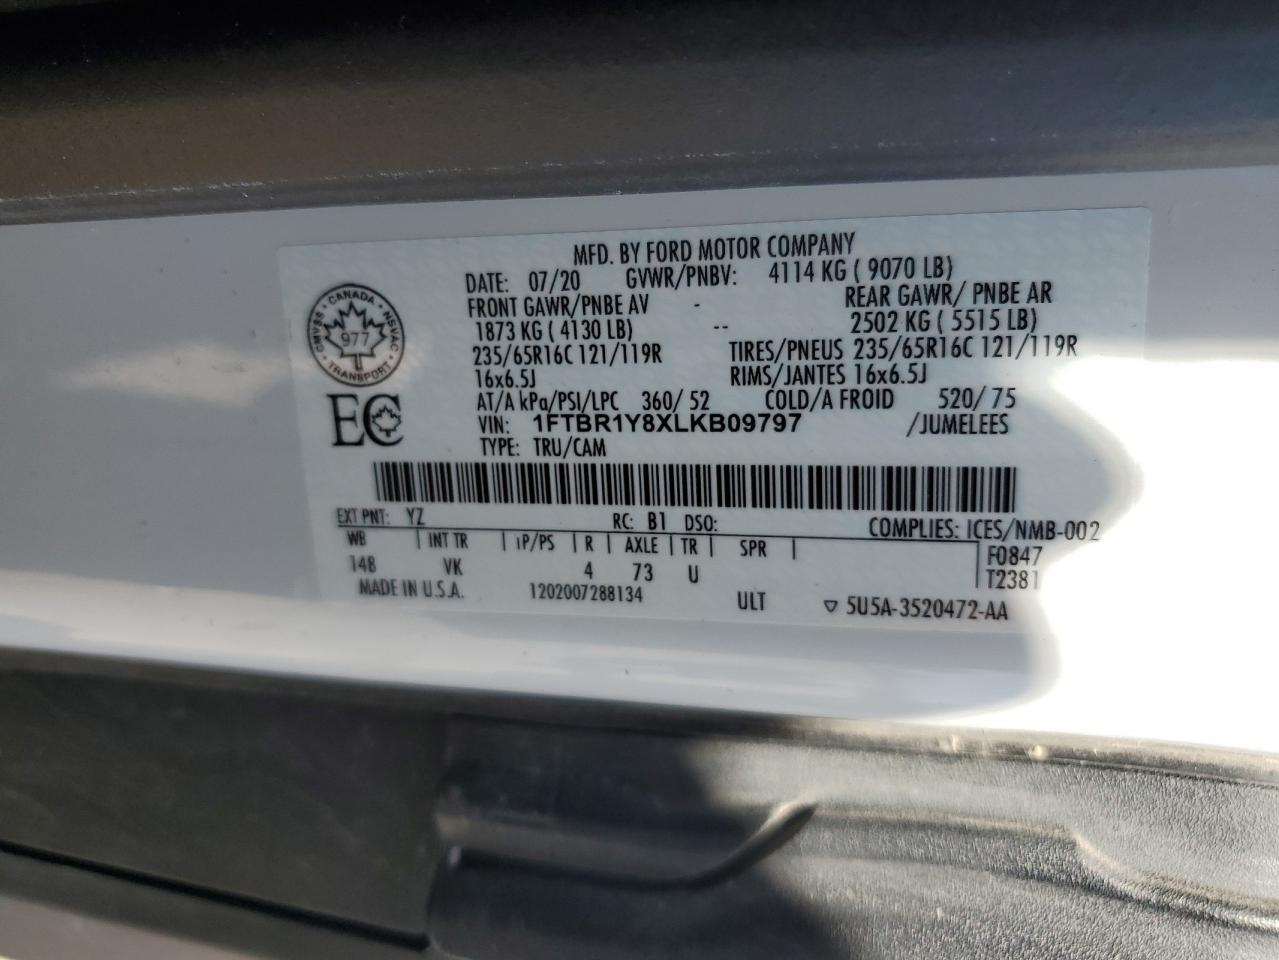 MFD. BY FORD MOTOR COMPANY
DATE: 07/20 GVWR/PNBV: 4114 KG ( 9070 LB)
FRONT GAWR/PNBE AV - REAR GAWR/ PNBE AR
1873 KG ( 4130 LB) -- 2502 KG ( 5515 LB)
235/65R16C 121/119R TIRES/PNEUS 235/65R16C 121/119R
16x6.5J RIMS/JANTES 16x6.5J
AT/A kPa/PSI/LPC 360/ 52 COLD/A FROID 520/ 75
VIN: 1FTBR1Y8XLKB09797 /JUMELEES
TYPE: TRU/CAM
CANADA
CMVSS • NSVAC
977
TRANSPORT
EC
EXT PNT: YZ RC: B1 DSO: COMPLIES: ICES/NMB-002
WB | INT TR | IP/PS | R | AXLE | TR | SPR | F0847
148 VK 4 73 U T2381
MADE IN U.S.A. 1202007288134 ULT ▽ 5U5A-3520472-AA